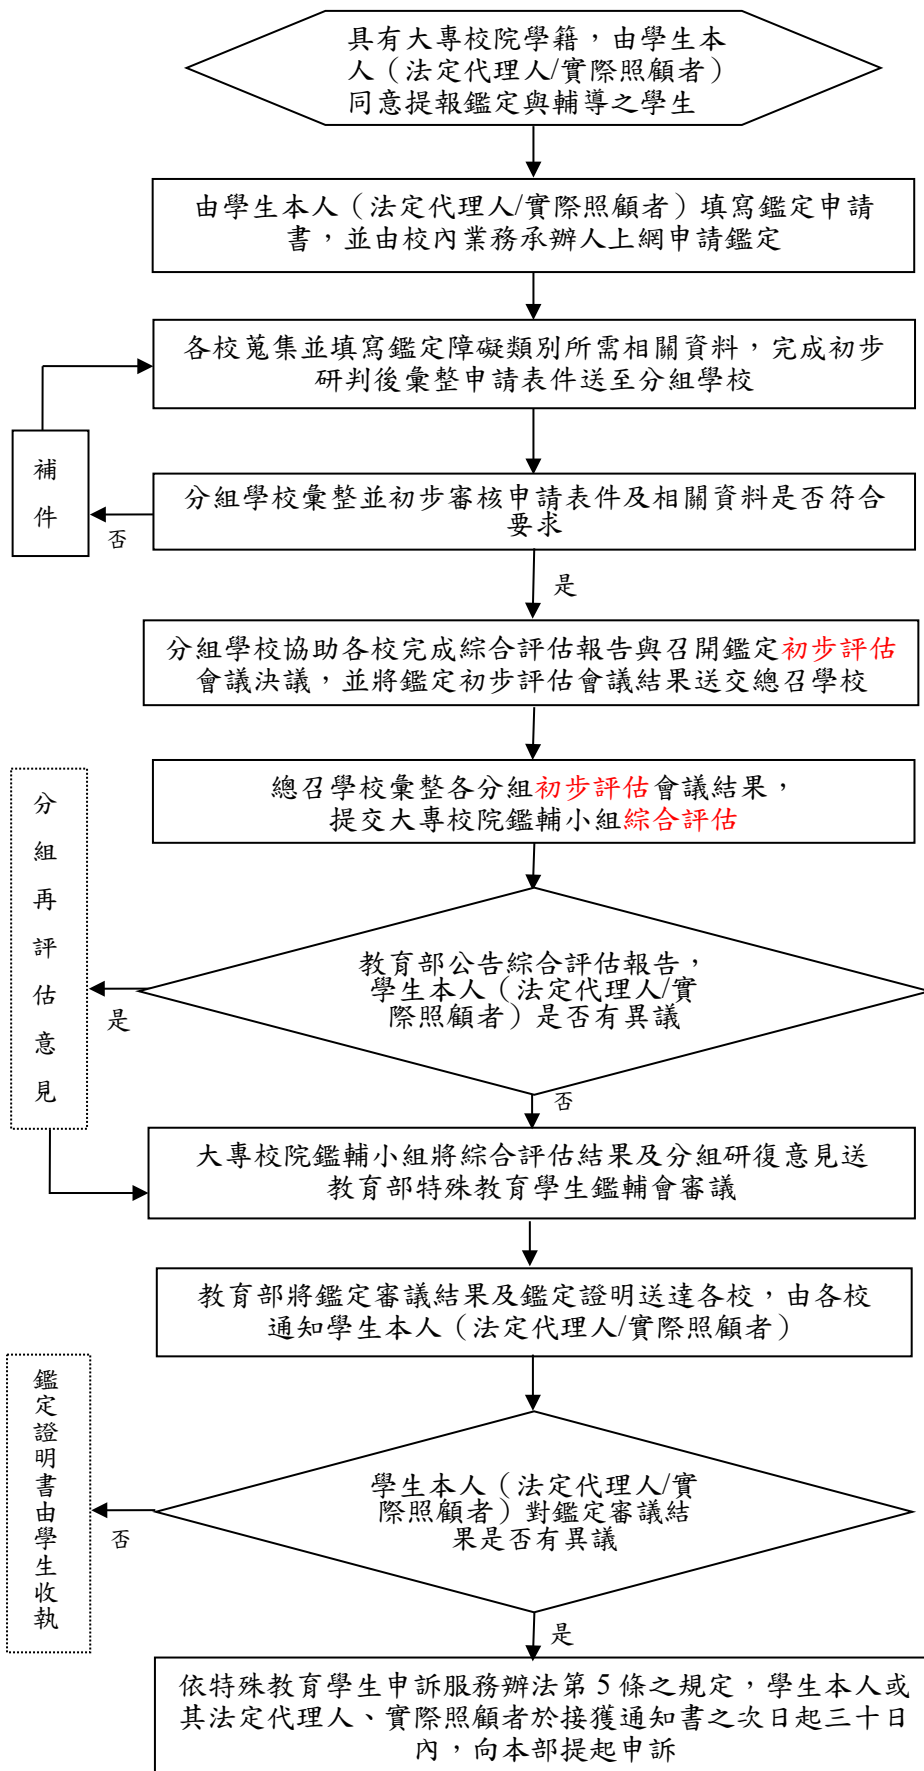 具有大專校院學籍，由學生本
人（法定代理人/實際照顧者）
同意提報鑑定與輔導之學生
由學生本人（法定代理人/實際照顧者）填寫鑑定申請
書，並由校內業務承辦人上網申請鑑定
各校蒐集並填寫鑑定障礙類別所需相關資料，完成初步
研判後彙整申請表件送至分組學校
補
件
分組學校彙整並初步審核申請表件及相關資料是否符合
要求
否
是
分組學校協助各校完成綜合評估報告與召開鑑定初步評估
會議決議，並將鑑定初步評估會議結果送交總召學校
總召學校彙整各分組初步評估會議結果，
提交大專校院鑑輔小組綜合評估
分
組
再
評
估
意
見
教育部公告綜合評估報告，
學生本人（法定代理人/實
際照顧者）是否有異議
是
否
大專校院鑑輔小組將綜合評估結果及分組研復意見送
教育部特殊教育學生鑑輔會審議
教育部將鑑定審議結果及鑑定證明送達各校，由各校
通知學生本人（法定代理人/實際照顧者）
鑑
定
證
明
書
由
學
生
收
執
學生本人（法定代理人/實
際照顧者）對鑑定審議結
果是否有異議
否
是
依特殊教育學生申訴服務辦法第 5 條之規定，學生本人或
其法定代理人、實際照顧者於接獲通知書之次日起三十日
內，向本部提起申訴